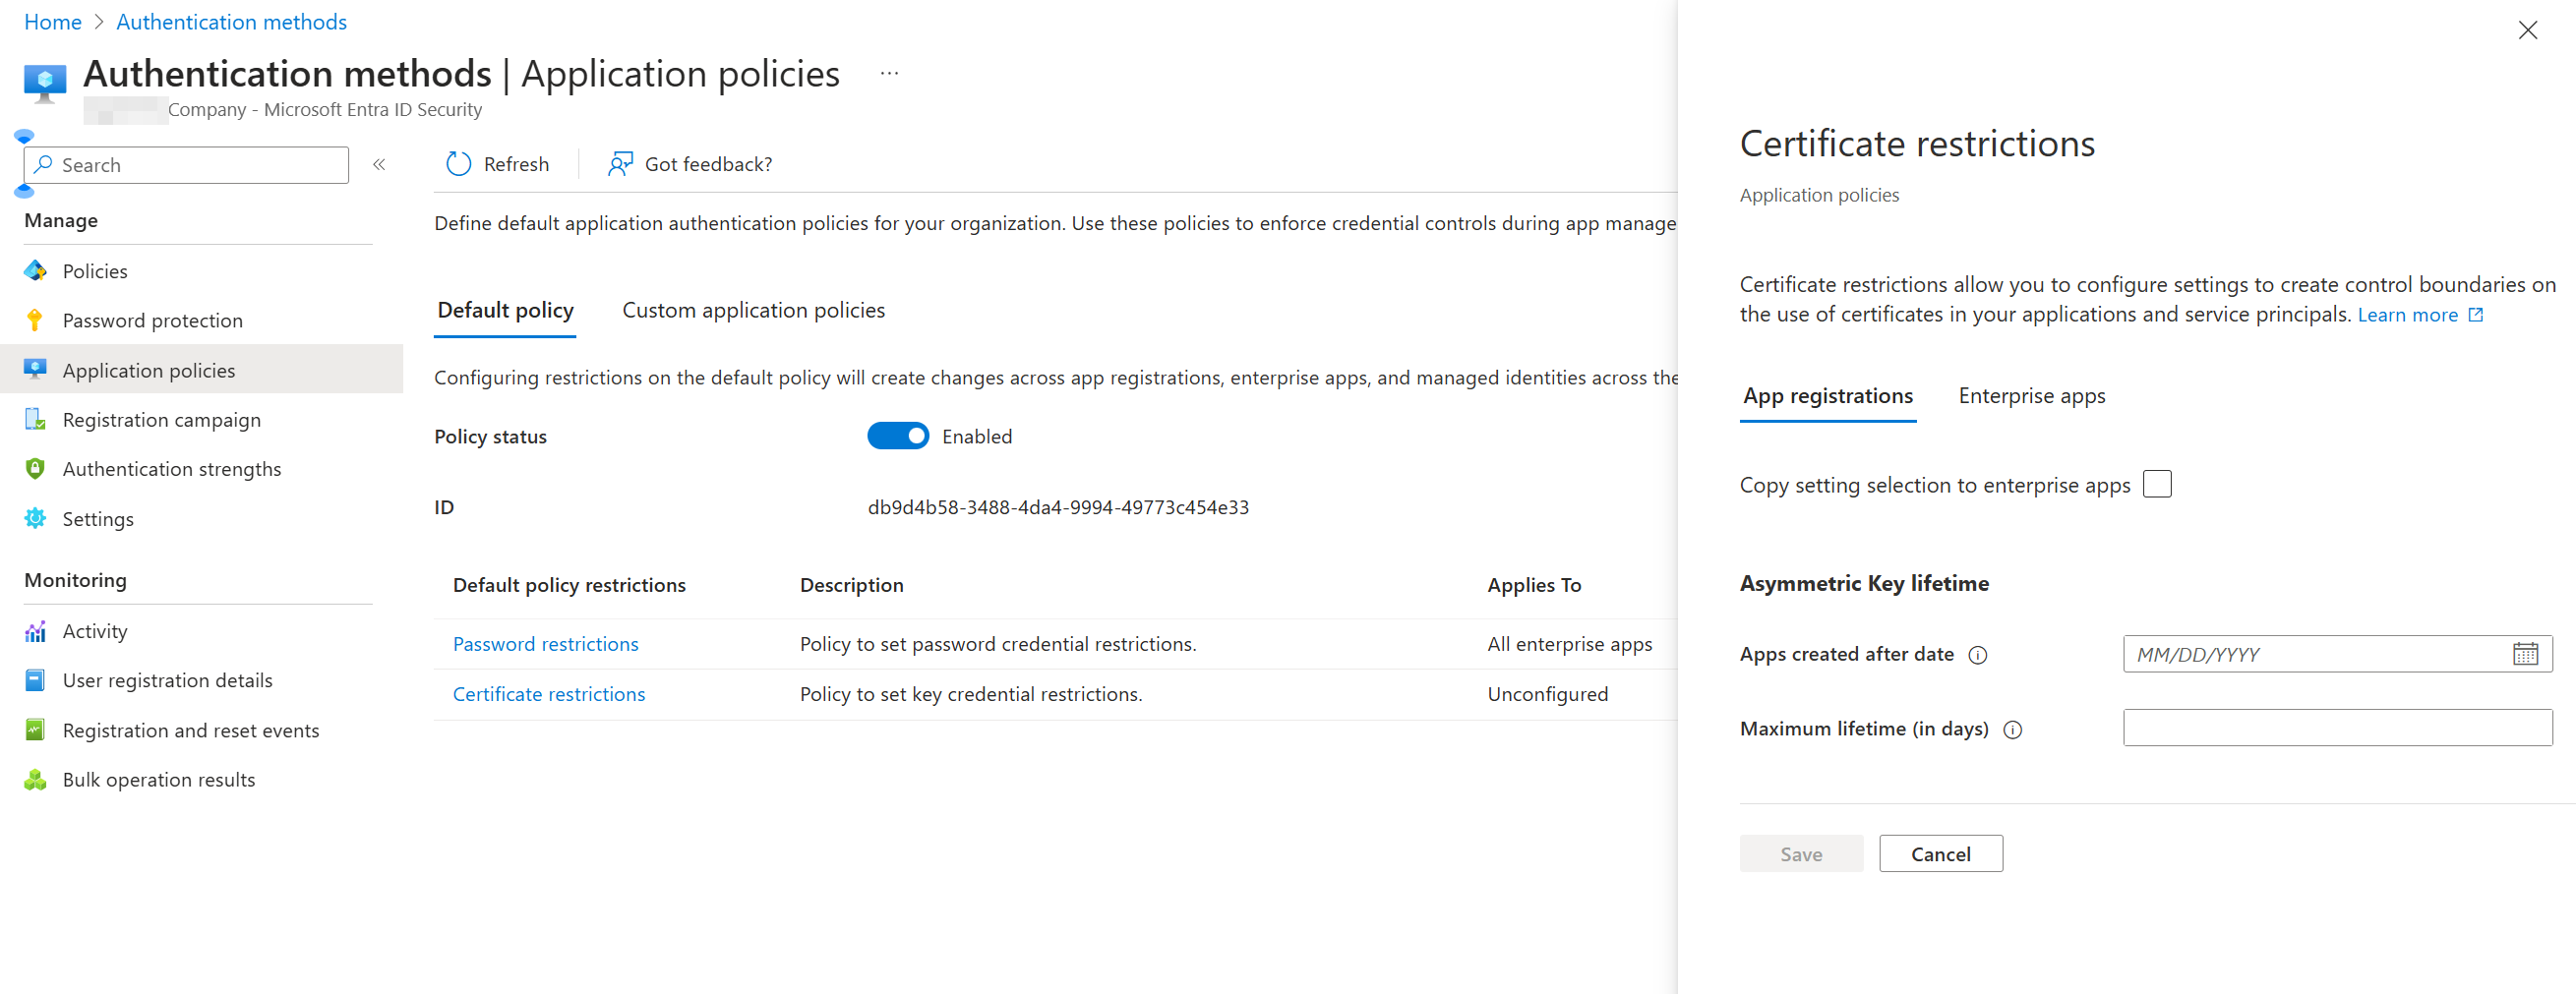 Home > Authentication methods
Authentication methods | Application policies ...
Company - Microsoft Entra ID Security
Search
Manage
Policies
Password protection
Application policies
Registration campaign
Authentication strengths
Settings
Monitoring
Activity
User registration details
Registration and reset events
Bulk operation results
Refresh
Got feedback?
Define default application authentication policies for your organization. Use these policies to enforce credential controls during app manage
Default policy Custom application policies
Configuring restrictions on the default policy will create changes across app registrations, enterprise apps, and managed identities across the
Policy status Enabled
ID db9d4b58-3488-4da4-9994-49773c454e33
Default policy restrictions Description Applies To
Password restrictions Policy to set password credential restrictions. All enterprise apps
Certificate restrictions Policy to set key credential restrictions. Unconfigured
Certificate restrictions
Application policies
Certificate restrictions allow you to configure settings to create control boundaries on
the use of certificates in your applications and service principals. Learn more
App registrations Enterprise apps
Copy setting selection to enterprise apps
Asymmetric Key lifetime
Apps created after date MM/DD/YYYY
Maximum lifetime (in days)
Save Cancel